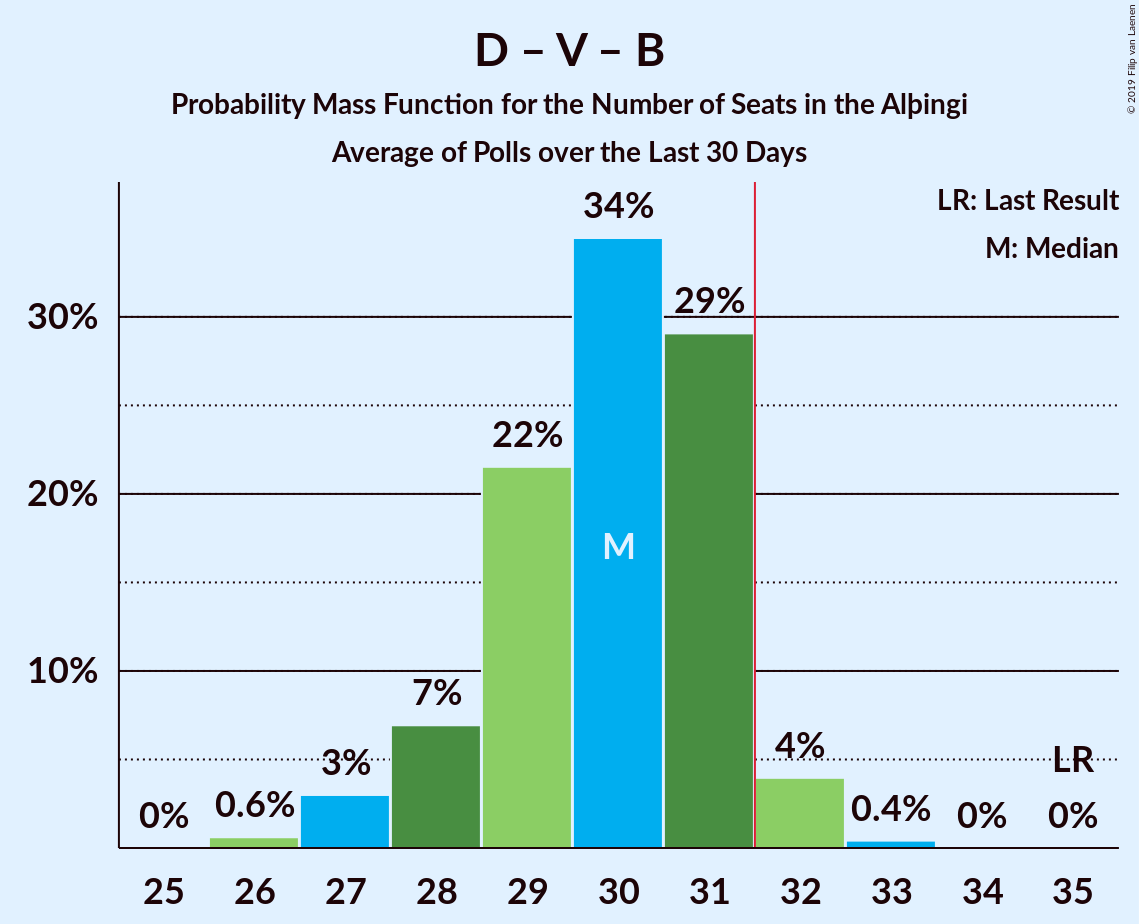 D – V – B
Probability Mass Function for the Number of Seats in the Alþingi
Average of Polls over the Last 30 Days
© 2019 Filip van Laenen
LR: Last Result
M: Median
34%
29%
30%
22%
20%
M
10%
7%
4%
3%
LR
0%
0.6%
0.4%
0%
0%
25 26 27 28 29 30 31 32 33 34 35